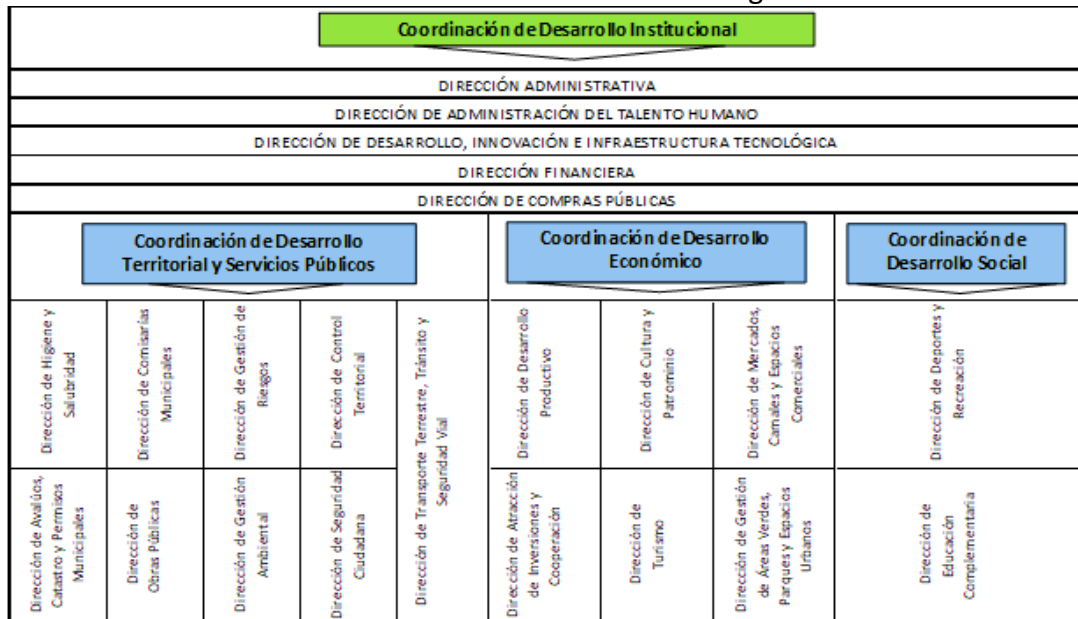 Coordinación de Desarrollo Institucional
DIRECCIÓN ADMINISTRATIVA
DIRECCIÓN DE ADMINISTRACIÓN DEL TALENTO HUMANO
DIRECCIÓN DE DESARROLLO, INNOVACIÓN E INFRAESTRUCTURA TECNOLÓGICA
DIRECCIÓN FINANCIERA
DIRECCIÓN DE COMPRAS PÚBLICAS
Coordinación de Desarrollo
Territorial y Servicios Públicos
Coordinación de Desarrollo
Económico
Coordinación de
Desarrollo Social
Dirección de Higiene y
Salubridad
Dirección de Comisarías
Municipales
Dirección de Gestión de
Riesgos
Dirección de Control
Territorial
Dirección de Transporte Terrestre, Tránsito y
Seguridad Vial
Dirección de Desarrollo
Productivo
Dirección de Cultura y
Patrominio
Dirección de Mercados,
Camales y Espacios
Comerciales
Dirección de Deportes y
Recreación
Dirección de Avalúos,
Catastro y Permisos
Municipales
Dirección de
Obras Públicas
Dirección de Gestión
Ambiental
Dirección de Seguridad
Ciudadana
Dirección de Atracción
de Inversiones y
Cooperación
Dirección de
Turismo
Dirección de Gestión
de Áreas Verdes,
Parques y Espacios
Urbanos
Dirección de
Educación
Complementaria